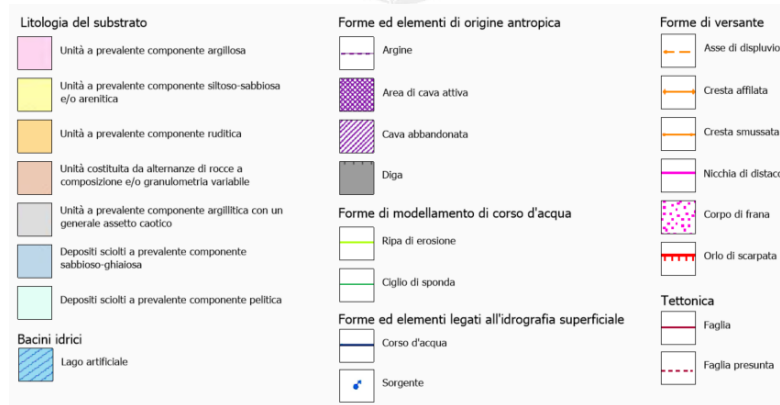 Litologia del substrato
Unità a prevalente componente argillosa
Unità a prevalente componente siltoso-sabbiosa
e/o arenitica
Unità a prevalente componente ruditica
Unità costituita da alternanze di rocce a
composizione e/o granulometria variabile
Unità a prevalente componente argillitica con un
generale assetto caotico
Depositi sciolti a prevalente componente
sabbioso-ghiaiosa
Depositi sciolti a prevalente componente pelitica
Bacini idrici
Lago artificiale
Forme ed elementi di origine antropica
Argine
Area di cava attiva
Cava abbandonata
Diga
Forme di modellamento di corso d'acqua
Ripa di erosione
Ciglio di sponda
Forme ed elementi legati all'idrografia superficiale
Corso d'acqua
Sorgente
Forme di versante
Asse di displuvio
Cresta affilata
Cresta smussata
Nicchia di distacc
Corpo di frana
Orlo di scarpata
Tettonica
Faglia
Faglia presunta